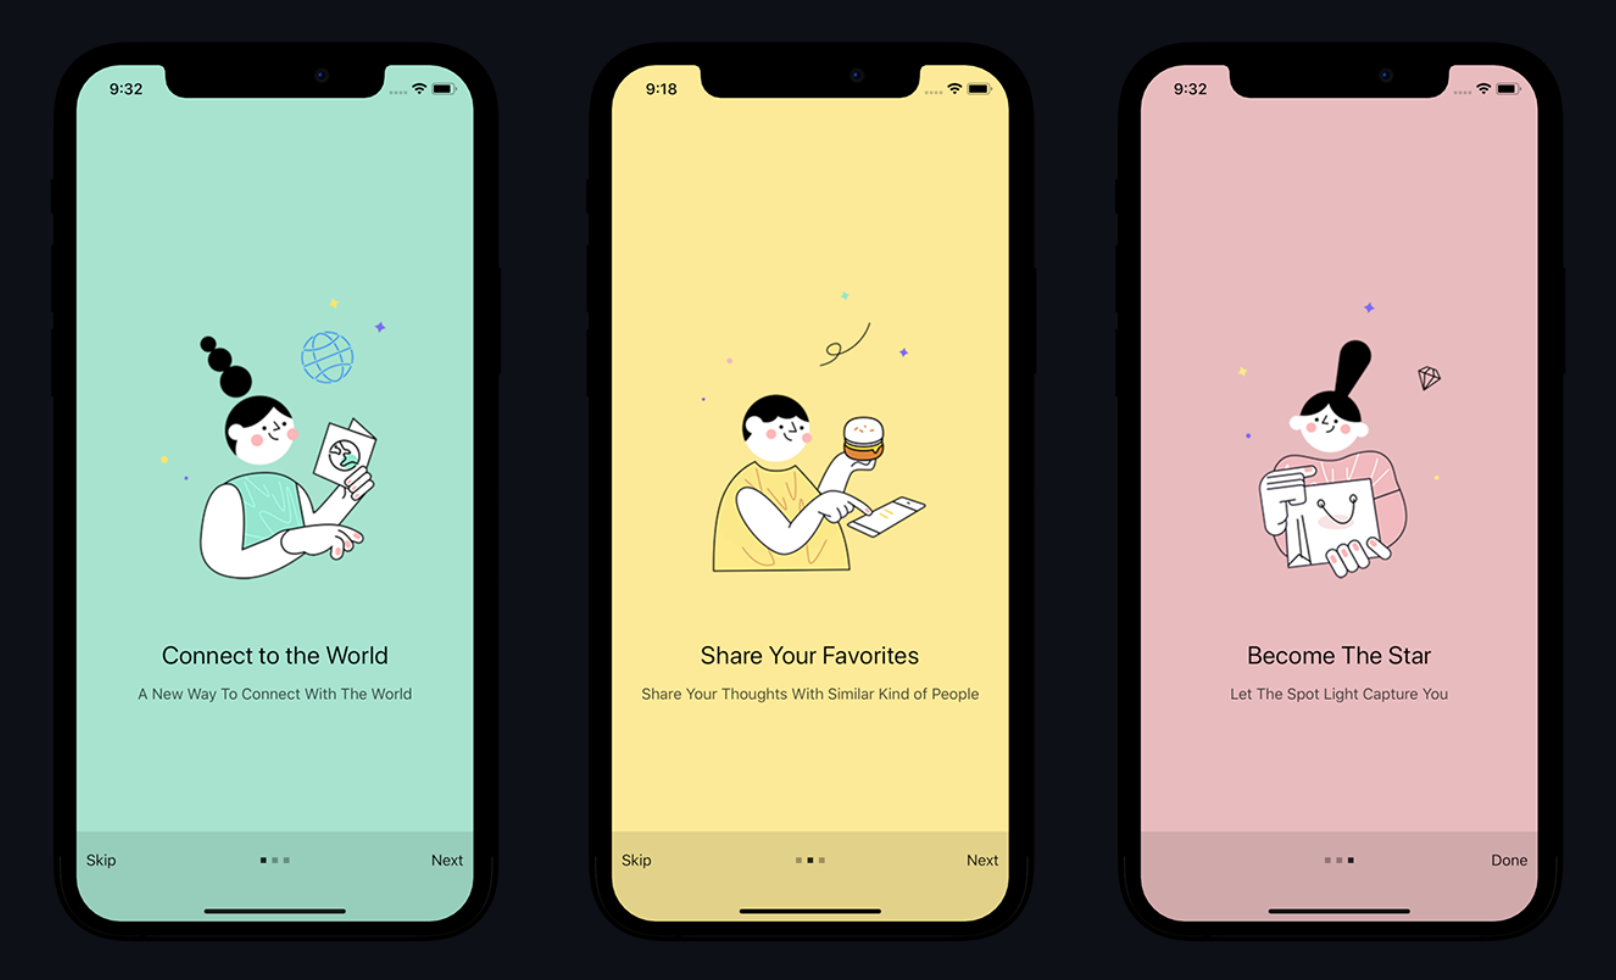 9:32
Connect to the World
A New Way To Connect With The World
Skip
Next
9:18
Share Your Favorites
Share Your Thoughts With Similar Kind of People
Skip
Next
9:32
Become The Star
Let The Spot Light Capture You
Done